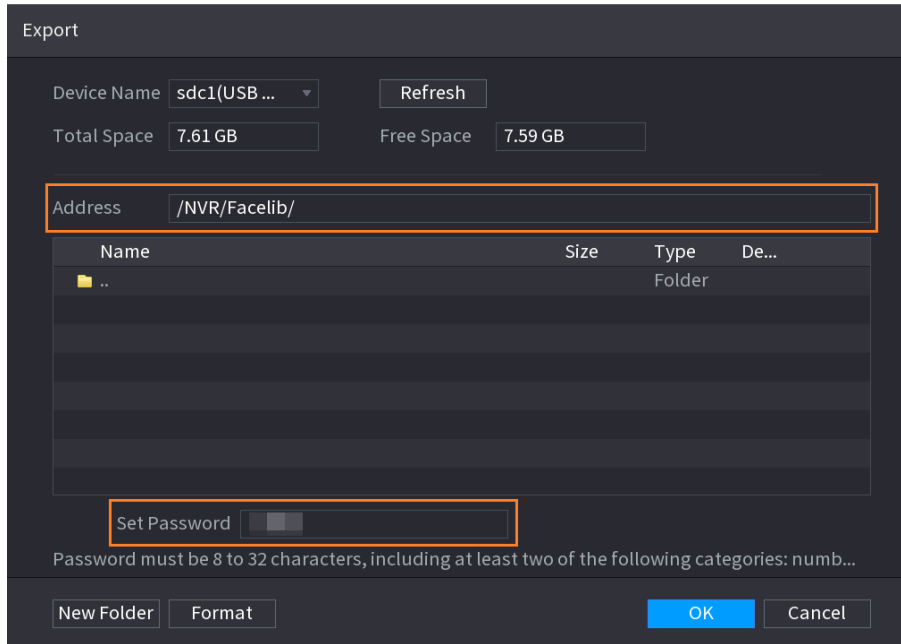 Export
Device Name sdc1(USB ... Refresh
Total Space 7.61 GB Free Space 7.59 GB
Address /NVR/Facelib/
Name Size Type De...
.. Folder
Set Password
Password must be 8 to 32 characters, including at least two of the following categories: numb...
New Folder Format OK Cancel